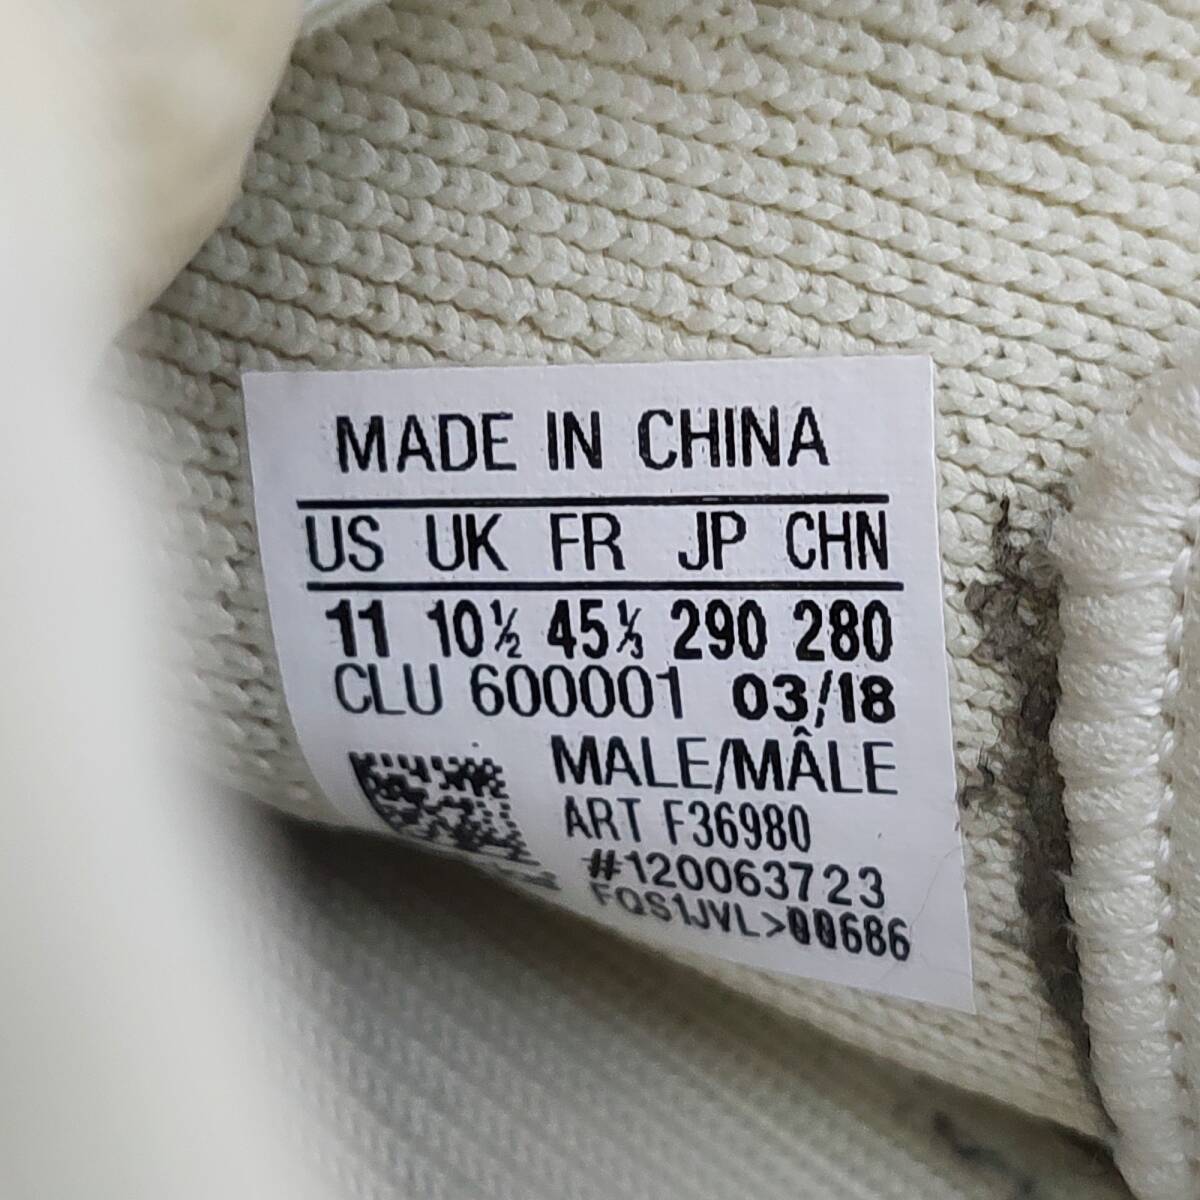 MADE IN CHINA
US UK FR JP CHN
11 10½ 45⅓ 290 280
CLU 600001 03/18
MALE/MÂLE
ART F36980
#120063723
FQS1JVL>00686